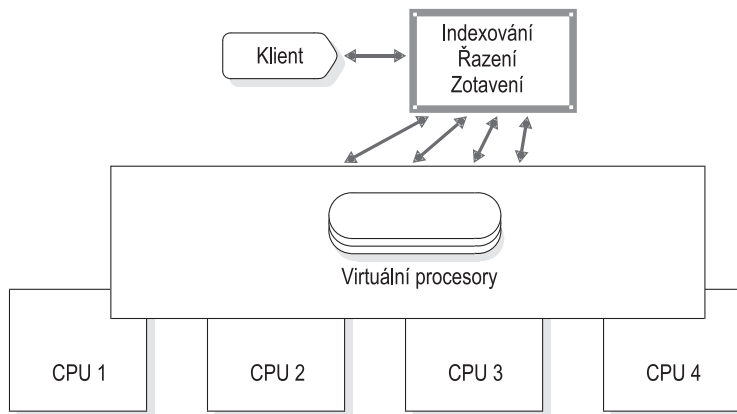 Klient
Indexování
Řazení
Zotavení
Virtuální procesory
CPU 1
CPU 2
CPU 3
CPU 4